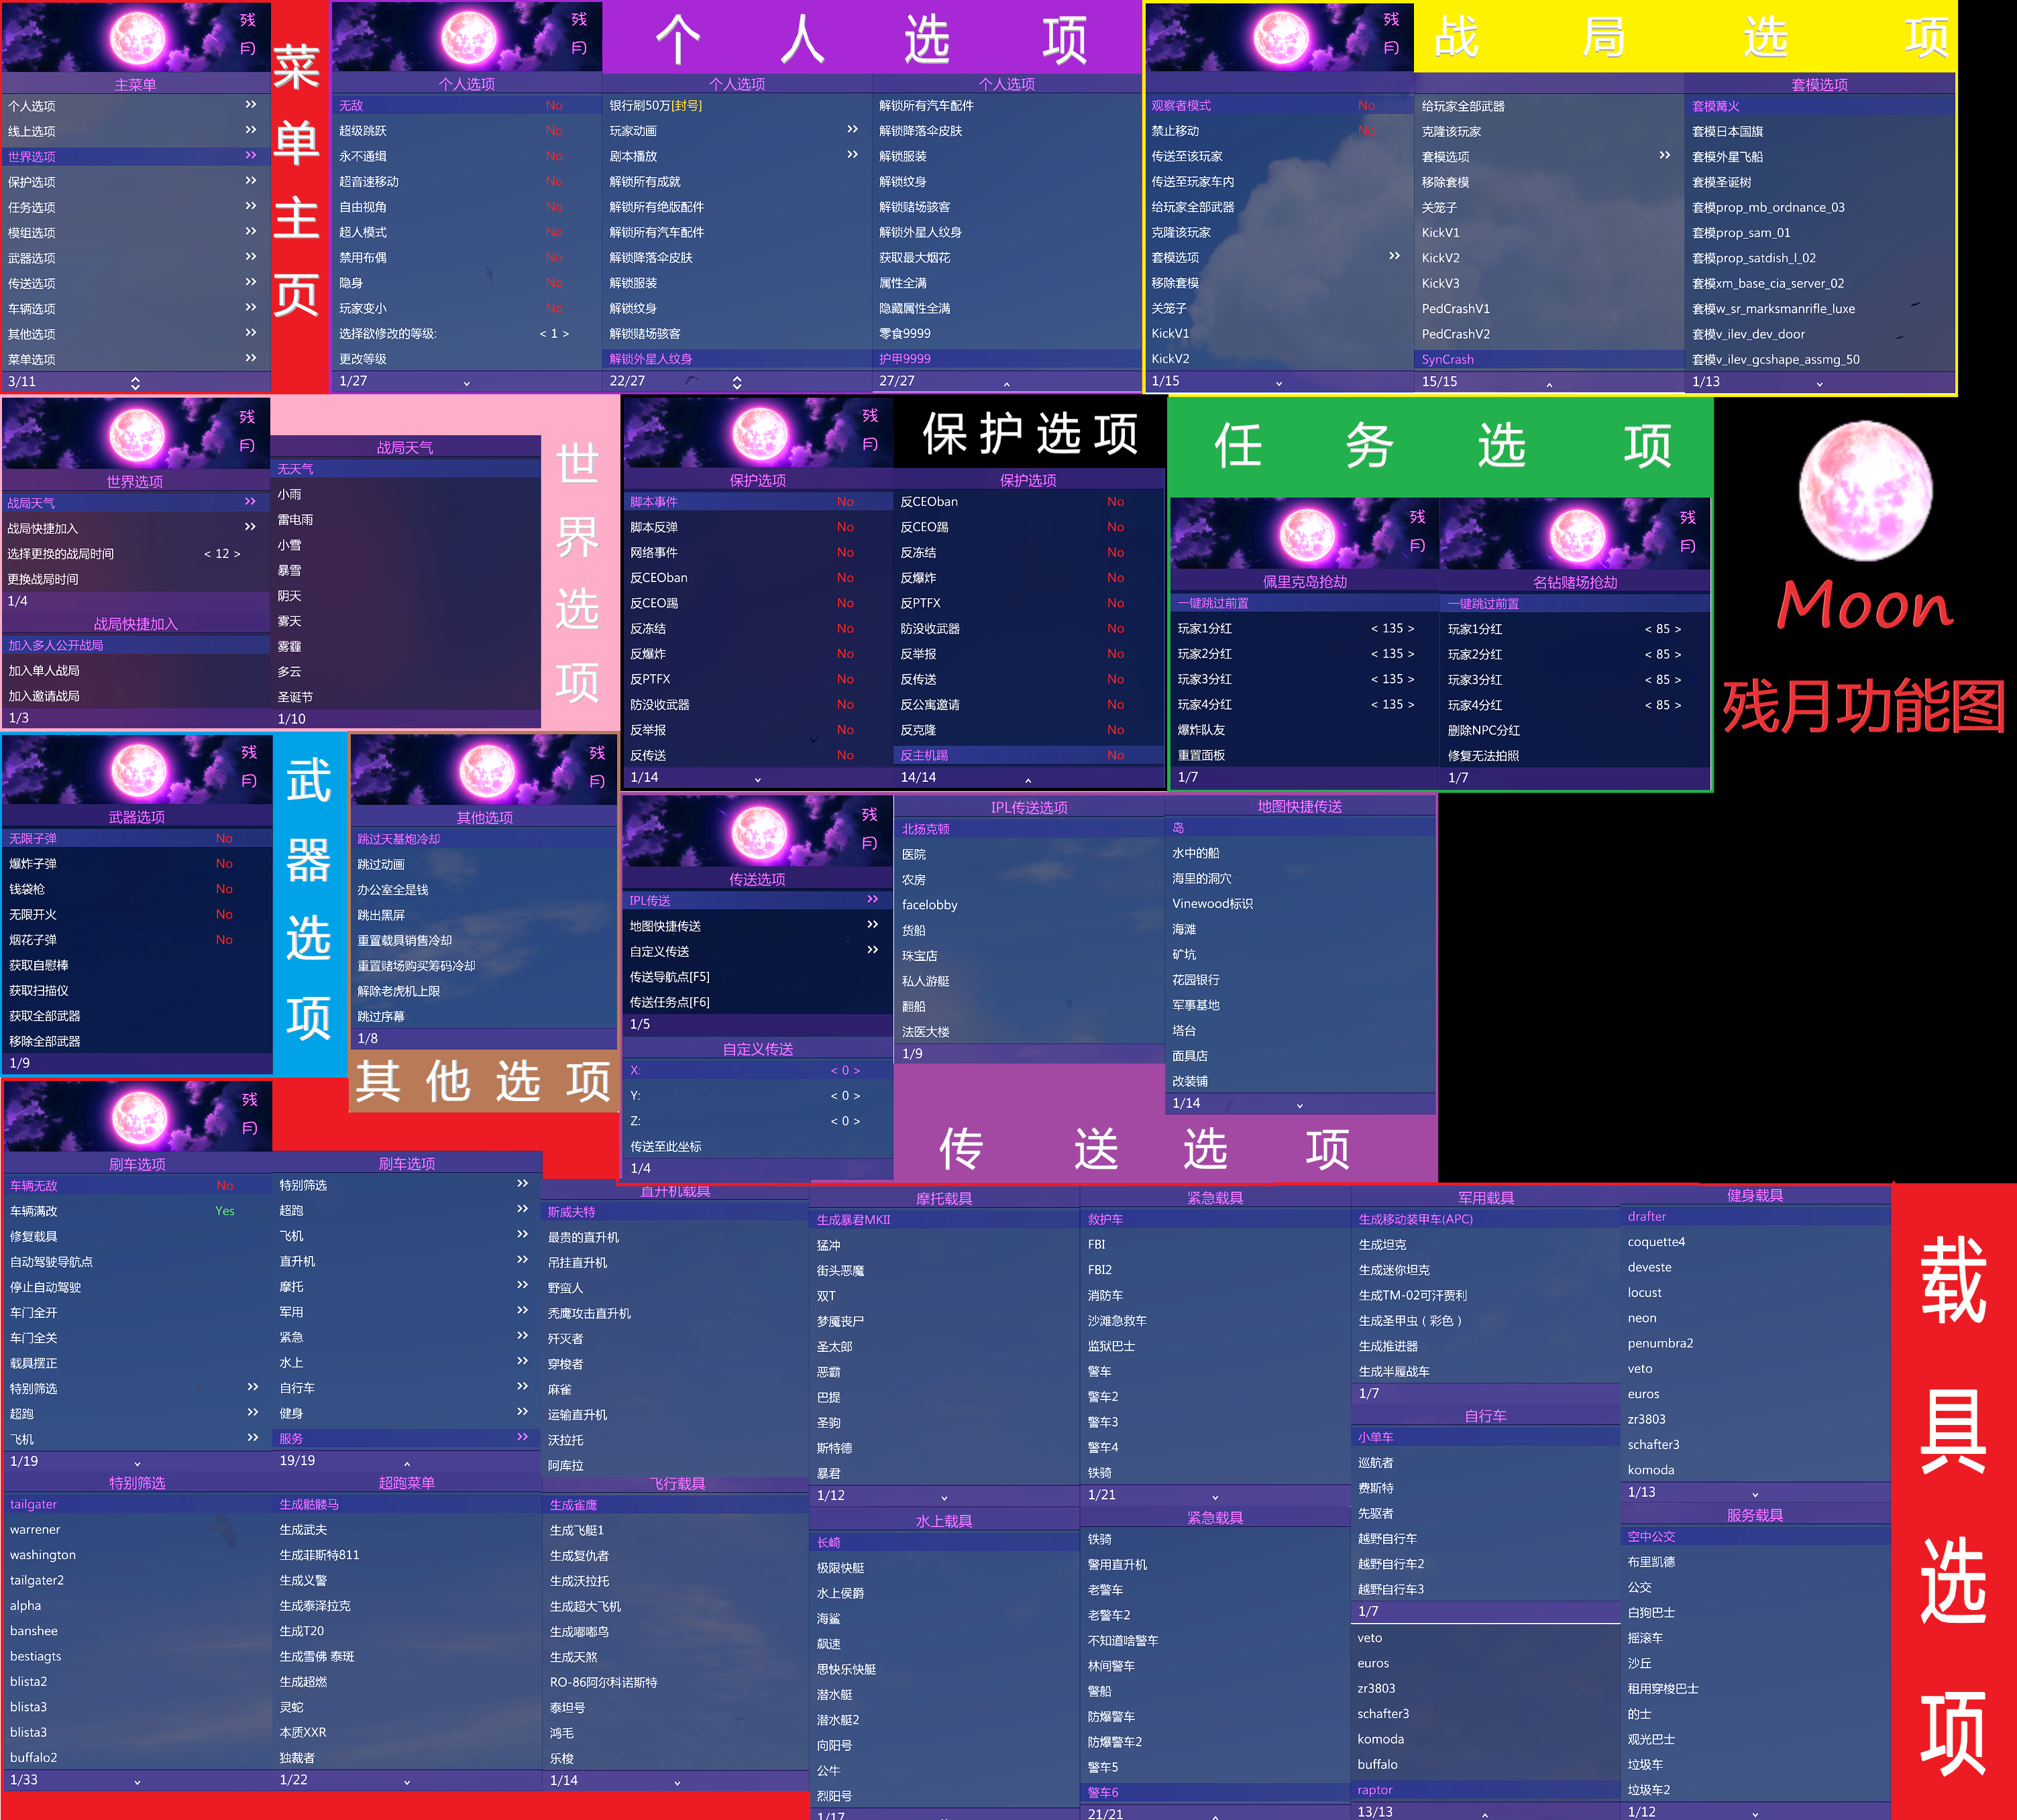 残
月
主菜单
个人选项 >>
线上选项 >>
世界选项 >>
保护选项 >>
任务选项 >>
模组选项 >>
武器选项 >>
传送选项 >>
车辆选项 >>
其他选项 >>
菜单选项 >>
3/11
菜单主页
残
月
个人选项
个人选项
无敌 No
超级跳跃 No
永不通缉 No
超音速移动 No
自由视角 No
超人模式 No
禁用布偶 No
隐身 No
玩家变小 No
选择欲修改的等级: < 1 >
更改等级
1/27
个人选项
银行刷50万[封号]
玩家动画 >>
剧本播放 >>
解锁所有成就
解锁所有绝版配件
解锁所有汽车配件
解锁降落伞皮肤
解锁服装
解锁纹身
解锁赌场骇客
解锁外星人纹身
22/27
个人选项
解锁所有汽车配件
解锁降落伞皮肤
解锁服装
解锁纹身
解锁赌场骇客
解锁外星人纹身
获取最大烟花
属性全满
隐藏属性全满
零食9999
护甲9999
27/27
残
月
战局选项
观察者模式 No
禁止移动 No
传送至该玩家
传送至玩家车内
给玩家全部武器
克隆该玩家
套模选项 >>
移除套模
关笼子
KickV1
KickV2
1/15
给玩家全部武器
克隆该玩家
套模选项 >>
移除套模
关笼子
KickV1
KickV2
KickV3
PedCrashV1
PedCrashV2
SynCrash
15/15
套模选项
套模篝火
套模日本国旗
套模外星飞船
套模圣诞树
套模prop_mb_ordnance_03
套模prop_sam_01
套模prop_satdish_l_02
套模xm_base_cia_server_02
套模w_sr_marksmanrifle_luxe
套模v_ilev_dev_door
套模v_ilev_gcshape_assmg_50
1/13
残
月
世界选项
战局天气 >>
战局快捷加入 >>
选择更换的战局时间 < 12 >
更换战局时间
1/4
战局快捷加入
加入多人公开战局
加入单人战局
加入邀请战局
1/3
战局天气
无天气
小雨
雷电雨
小雪
暴雪
阴天
雾天
雾霾
多云
圣诞节
1/10
世界选项
残
月
保护选项
保护选项
脚本事件 No
脚本反弹 No
网络事件 No
反CEOban No
反CEO踢 No
反冻结 No
反爆炸 No
反PTFX No
防没收武器 No
反举报 No
反传送 No
1/14
保护选项
反CEOban No
反CEO踢 No
反冻结 No
反爆炸 No
反PTFX No
防没收武器 No
反举报 No
反传送 No
反公寓邀请 No
反克隆 No
反主机踢 No
14/14
任务选项
残
月
佩里克岛抢劫
一键跳过前置
玩家1分红 < 135 >
玩家2分红 < 135 >
玩家3分红 < 135 >
玩家4分红 < 135 >
爆炸队友
重置面板
1/7
残
月
名钻赌场抢劫
一键跳过前置
玩家1分红 < 85 >
玩家2分红 < 85 >
玩家3分红 < 85 >
玩家4分红 < 85 >
删除NPC分红
修复无法拍照
1/7
Moon
残月功能图
残
月
武器选项
无限子弹 No
爆炸子弹 No
钱袋枪 No
无限开火 No
烟花子弹 No
获取自慰棒
获取扫描仪
获取全部武器
移除全部武器
1/9
武器选项
残
月
其他选项
跳过天基炮冷却
跳过动画
办公室全是钱
跳出黑屏
重置载具销售冷却
重置赌场购买筹码冷却
解除老虎机上限
跳过序幕
1/8
其他选项
残
月
传送选项
IPL传送 >>
地图快捷传送 >>
自定义传送 >>
传送导航点[F5]
传送任务点[F6]
1/5
自定义传送
X: < 0 >
Y: < 0 >
Z: < 0 >
传送至此坐标
1/4
IPL传送选项
北扬克顿
医院
农房
facelobby
货船
珠宝店
私人游艇
翻船
法医大楼
1/9
地图快捷传送
岛
水中的船
海里的洞穴
Vinewood标识
海滩
矿坑
花园银行
军事基地
塔台
面具店
改装铺
1/14
传送选项
残
月
刷车选项
车辆无敌 No
车辆满改 Yes
修复载具
自动驾驶导航点
停止自动驾驶
车门全开
车门全关
载具摆正
特别筛选 >>
超跑 >>
飞机 >>
1/19
刷车选项
特别筛选 >>
超跑 >>
飞机 >>
直升机 >>
摩托 >>
军用 >>
紧急 >>
水上 >>
自行车 >>
健身 >>
服务 >>
19/19
直升机载具
斯威夫特
最贵的直升机
吊挂直升机
野蛮人
秃鹰攻击直升机
歼灭者
穿梭者
麻雀
运输直升机
沃拉托
阿库拉
摩托载具
生成暴君MKII
猛冲
街头恶魔
双T
梦魇丧尸
圣太郎
恶霸
巴提
圣驹
斯特德
暴君
1/12
紧急载具
救护车
FBI
FBI2
消防车
沙滩急救车
监狱巴士
警车
警车2
警车3
警车4
铁骑
1/21
军用载具
生成移动装甲车(APC)
生成坦克
生成迷你坦克
生成TM-02可汗贾利
生成圣甲虫（彩色）
生成推进器
生成半履战车
1/7
自行车
小单车
巡航者
费斯特
先驱者
越野自行车
越野自行车2
越野自行车3
1/7
健身载具
drafter
coquette4
deveste
locust
neon
penumbra2
veto
euros
zr3803
schafter3
komoda
1/13
载具选项
特别筛选
tailgater
warrener
washington
tailgater2
alpha
banshee
bestiagts
blista2
blista3
blista3
buffalo2
1/33
超跑菜单
生成骷髅马
生成武夫
生成菲斯特811
生成义警
生成泰泽拉克
生成T20
生成雪佛 泰斑
生成超燃
灵蛇
本质XXR
独裁者
1/22
飞行载具
生成雀鹰
生成飞艇1
生成复仇者
生成沃拉托
生成超大飞机
生成嘟嘟鸟
生成天煞
RO-86阿尔科诺斯特
泰坦号
鸿毛
乐梭
1/14
水上载具
长崎
极限快艇
水上侯爵
海鲨
飙速
思快乐快艇
潜水艇
潜水艇2
向阳号
公牛
烈阳号
1/17
紧急载具
铁骑
警用直升机
老警车
老警车2
不知道啥警车
林间警车
警船
防爆警车
防爆警车2
警车5
警车6
21/21
veto
euros
zr3803
schafter3
komoda
buffalo
raptor
13/13
服务载具
空中公交
布里凯德
公交
白狗巴士
摇滚车
沙丘
租用穿梭巴士
的士
观光巴士
垃圾车
垃圾车2
1/12